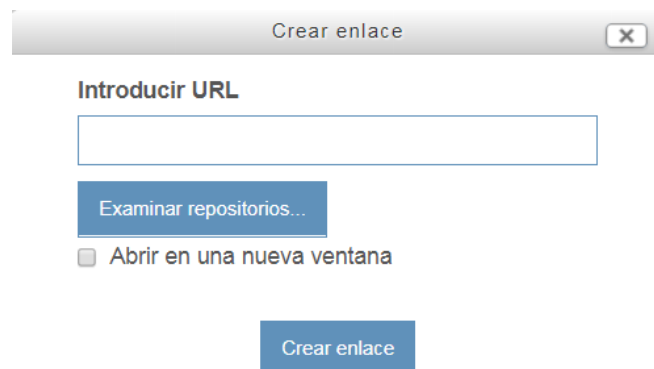 Crear enlace
Introducir URL
Examinar repositorios...
Abrir en una nueva ventana
Crear enlace